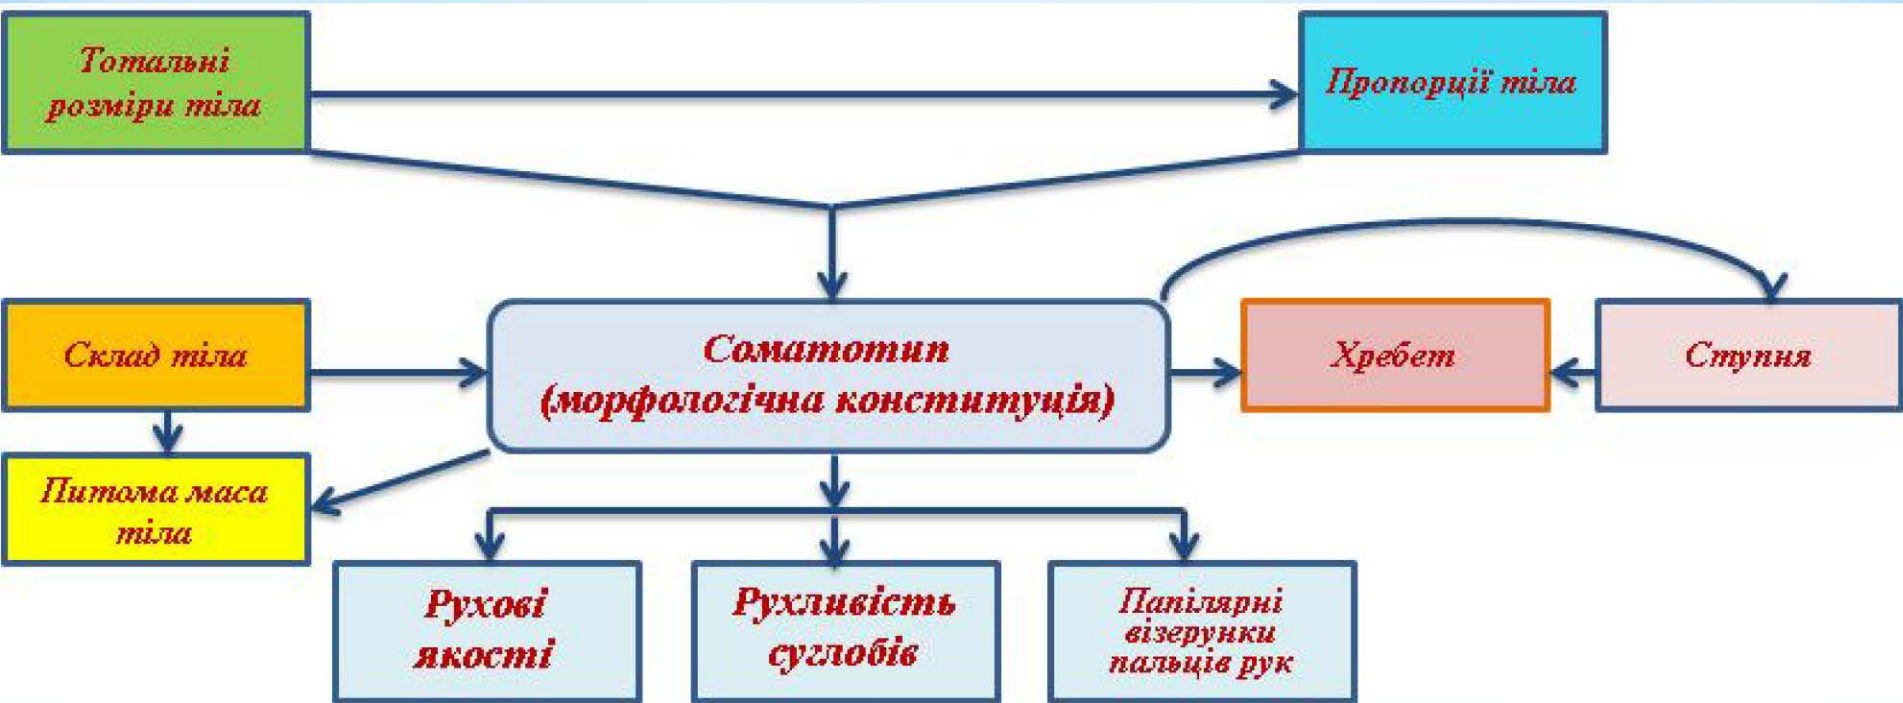 Тотальні
розміри тіла
Пропорції тіла
Склад тіла
Соматотип
(морфологічна конституція)
Хребет
Ступня
Питома маса
тіла
Рухові
якості
Рухливість
суглобів
Папілярні
візерунки
пальців рук